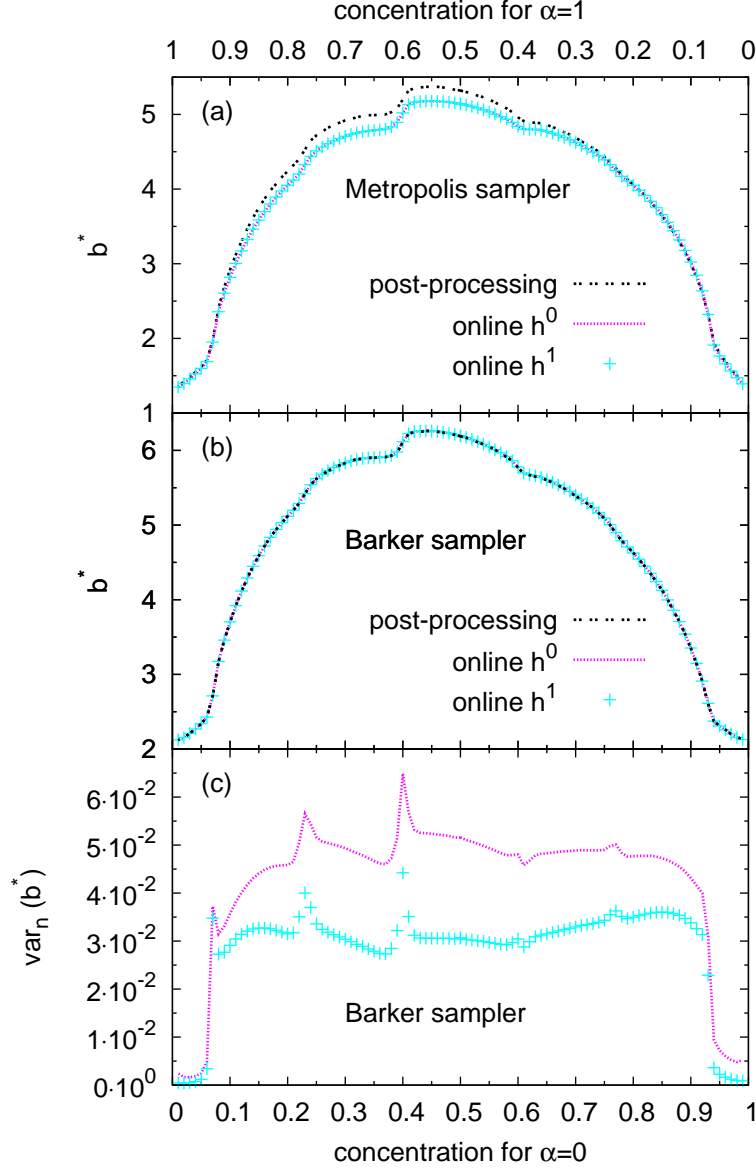 concentration for α=1
1 0.9 0.8 0.7 0.6 0.5 0.4 0.3 0.2 0.1 0
(a)
5
4
3
2
1
b*
Metropolis sampler
post-processing
online h⁰
online h¹
(b)
6
5
4
3
2
b*
Barker sampler
post-processing
online h⁰
online h¹
(c)
6·10⁻²
5·10⁻²
4·10⁻²
3·10⁻²
2·10⁻²
1·10⁻²
0·10⁰
varₙ (b*)
Barker sampler
0 0.1 0.2 0.3 0.4 0.5 0.6 0.7 0.8 0.9 1
concentration for α=0